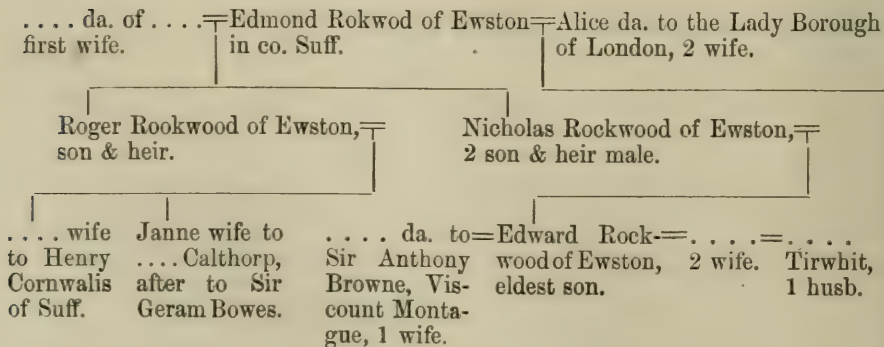 . . . . da. of . . . .=Edmond Rokwod of Ewston=Alice da. to the Lady Borough
first wife. in co. Suff. of London, 2 wife.
Roger Rookwood of Ewston,= Nicholas Rockwood of Ewston,=
son & heir. 2 son & heir male.
. . . . wife
to Henry
Cornwalis
of Suff.
Janne wife to
. . . . Calthorp,
after to Sir
Geram Bowes.
. . . . da. to=
Sir Anthony
Browne, Vis-
count Monta-
gue, 1 wife.
Edward Rock-=
wood of Ewston,
eldest son.
. . . .=
2 wife.
. . . .
Tirwhit,
1 husb.